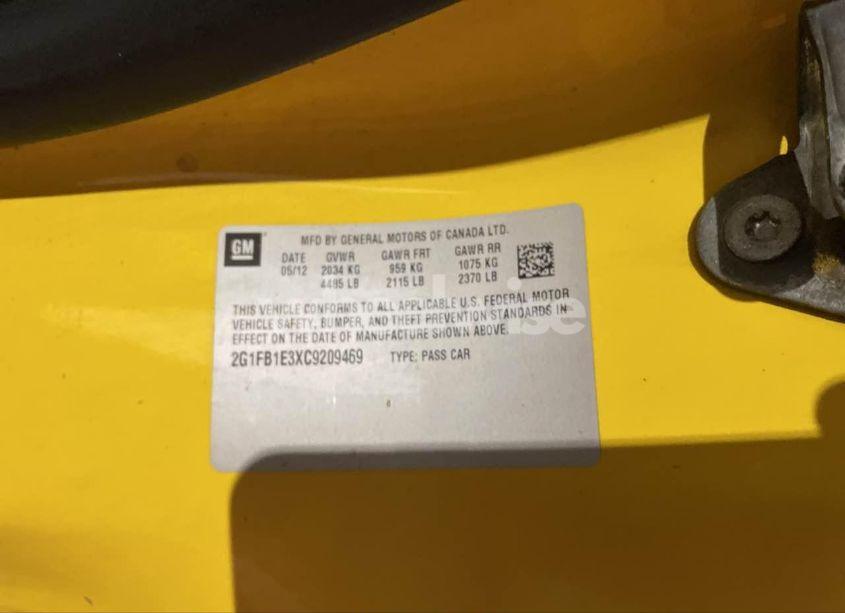 GM
MFD BY GENERAL MOTORS OF CANADA LTD.
DATE GVWR GAWR FRT GAWR RR
05/12 2034 KG 959 KG 1075 KG
4485 LB 2115 LB 2370 LB
THIS VEHICLE CONFORMS TO ALL APPLICABLE U.S. FEDERAL MOTOR
VEHICLE SAFETY, BUMPER, AND THEFT PREVENTION STANDARDS IN
EFFECT ON THE DATE OF MANUFACTURE SHOWN ABOVE.
2G1FB1E3XC9209469 TYPE: PASS CAR